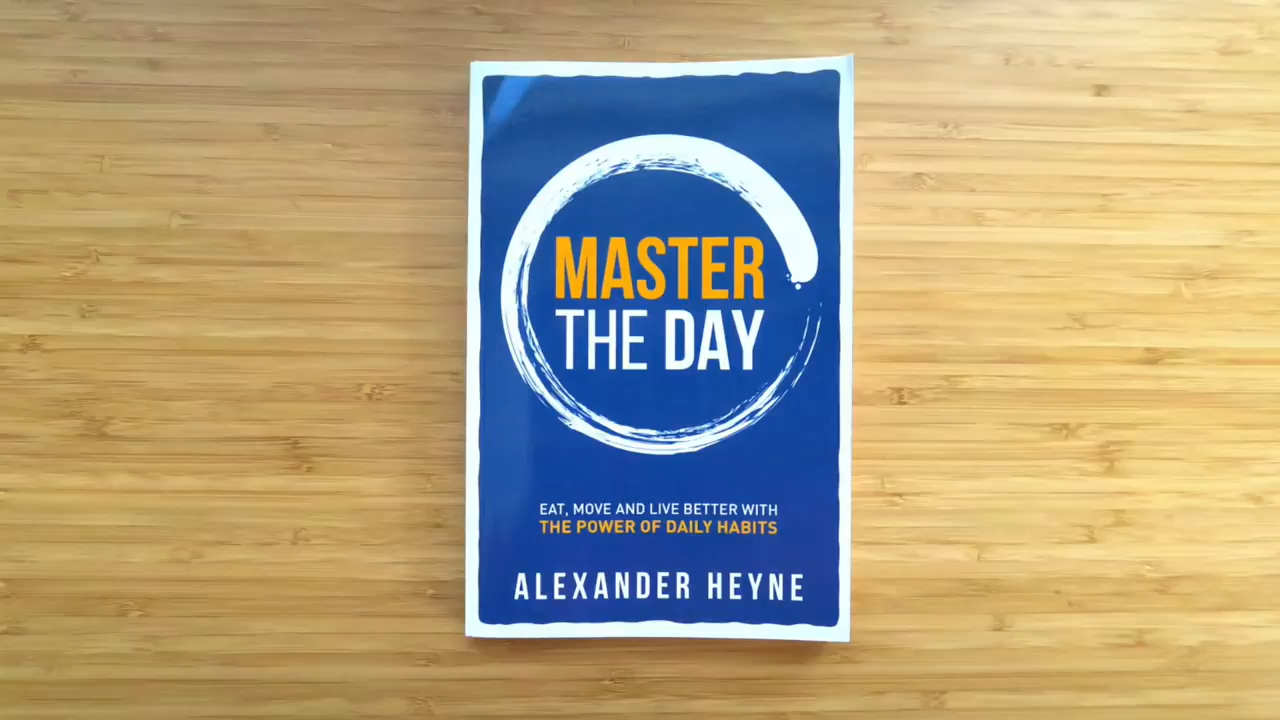 MASTER
THE DAY
EAT, MOVE AND LIVE BETTER WITH
THE POWER OF DAILY HABITS
ALEXANDER HEYNE